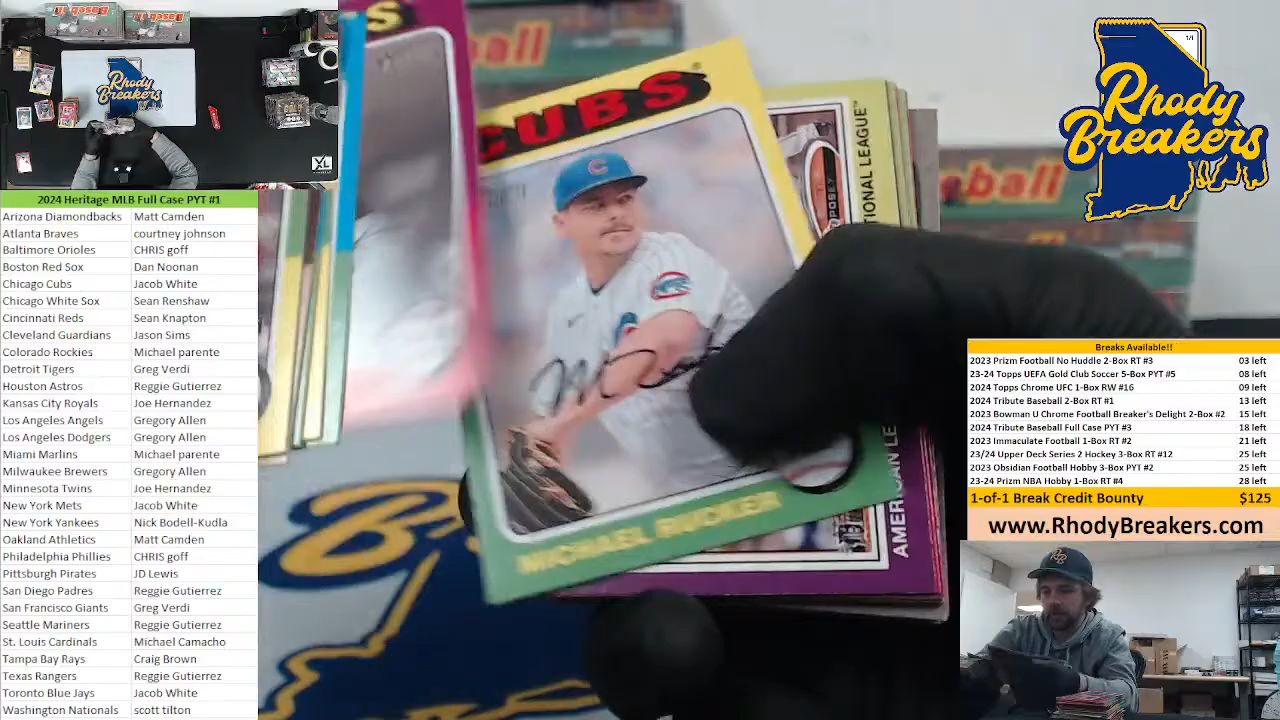 Baseball
Baseball
Rhody
Breakers
XL
2024 Heritage MLB Full Case PYT #1
Arizona Diamondbacks Matt Camden
Atlanta Braves courtney johnson
Baltimore Orioles CHRIS goff
Boston Red Sox Dan Noonan
Chicago Cubs Jacob White
Chicago White Sox Sean Renshaw
Cincinnati Reds Sean Knapton
Cleveland Guardians Jason Sims
Colorado Rockies Michael parente
Detroit Tigers Greg Verdi
Houston Astros Reggie Gutierrez
Kansas City Royals Joe Hernandez
Los Angeles Angels Gregory Allen
Los Angeles Dodgers Gregory Allen
Miami Marlins Michael parente
Milwaukee Brewers Gregory Allen
Minnesota Twins Joe Hernandez
New York Mets Jacob White
New York Yankees Nick Bodell-Kudla
Oakland Athletics Matt Camden
Philadelphia Phillies CHRIS goff
Pittsburgh Pirates JD Lewis
San Diego Padres Reggie Gutierrez
San Francisco Giants Greg Verdi
Seattle Mariners Reggie Gutierrez
St. Louis Cardinals Michael Camacho
Tampa Bay Rays Craig Brown
Texas Rangers Reggie Gutierrez
Toronto Blue Jays Jacob White
Washington Nationals scott tilton
S
ball
CUBS
C
MICHAEL RUCKER
POSEY
TIONAL LEAGUE
AMERICAN LE
eball
B
1/1
Rhody
Breakers
Breaks Available!!
2023 Prizm Football No Huddle 2-Box RT #3 03 left
23-24 Topps UEFA Gold Club Soccer 5-Box PYT #5 08 left
2024 Topps Chrome UFC 1-Box RW #16 09 left
2024 Tribute Baseball 2-Box RT #1 13 left
2023 Bowman U Chrome Football Breaker's Delight 2-Box #2 15 left
2024 Tribute Baseball Full Case PYT #3 18 left
2023 Immaculate Football 1-Box RT #2 21 left
23/24 Upper Deck Series 2 Hockey 3-Box RT #12 25 left
2023 Obsidian Football Hobby 3-Box PYT #2 25 left
23-24 Prizm NBA Hobby 1-Box RT #4 28 left
1-of-1 Break Credit Bounty $125
www.RhodyBreakers.com